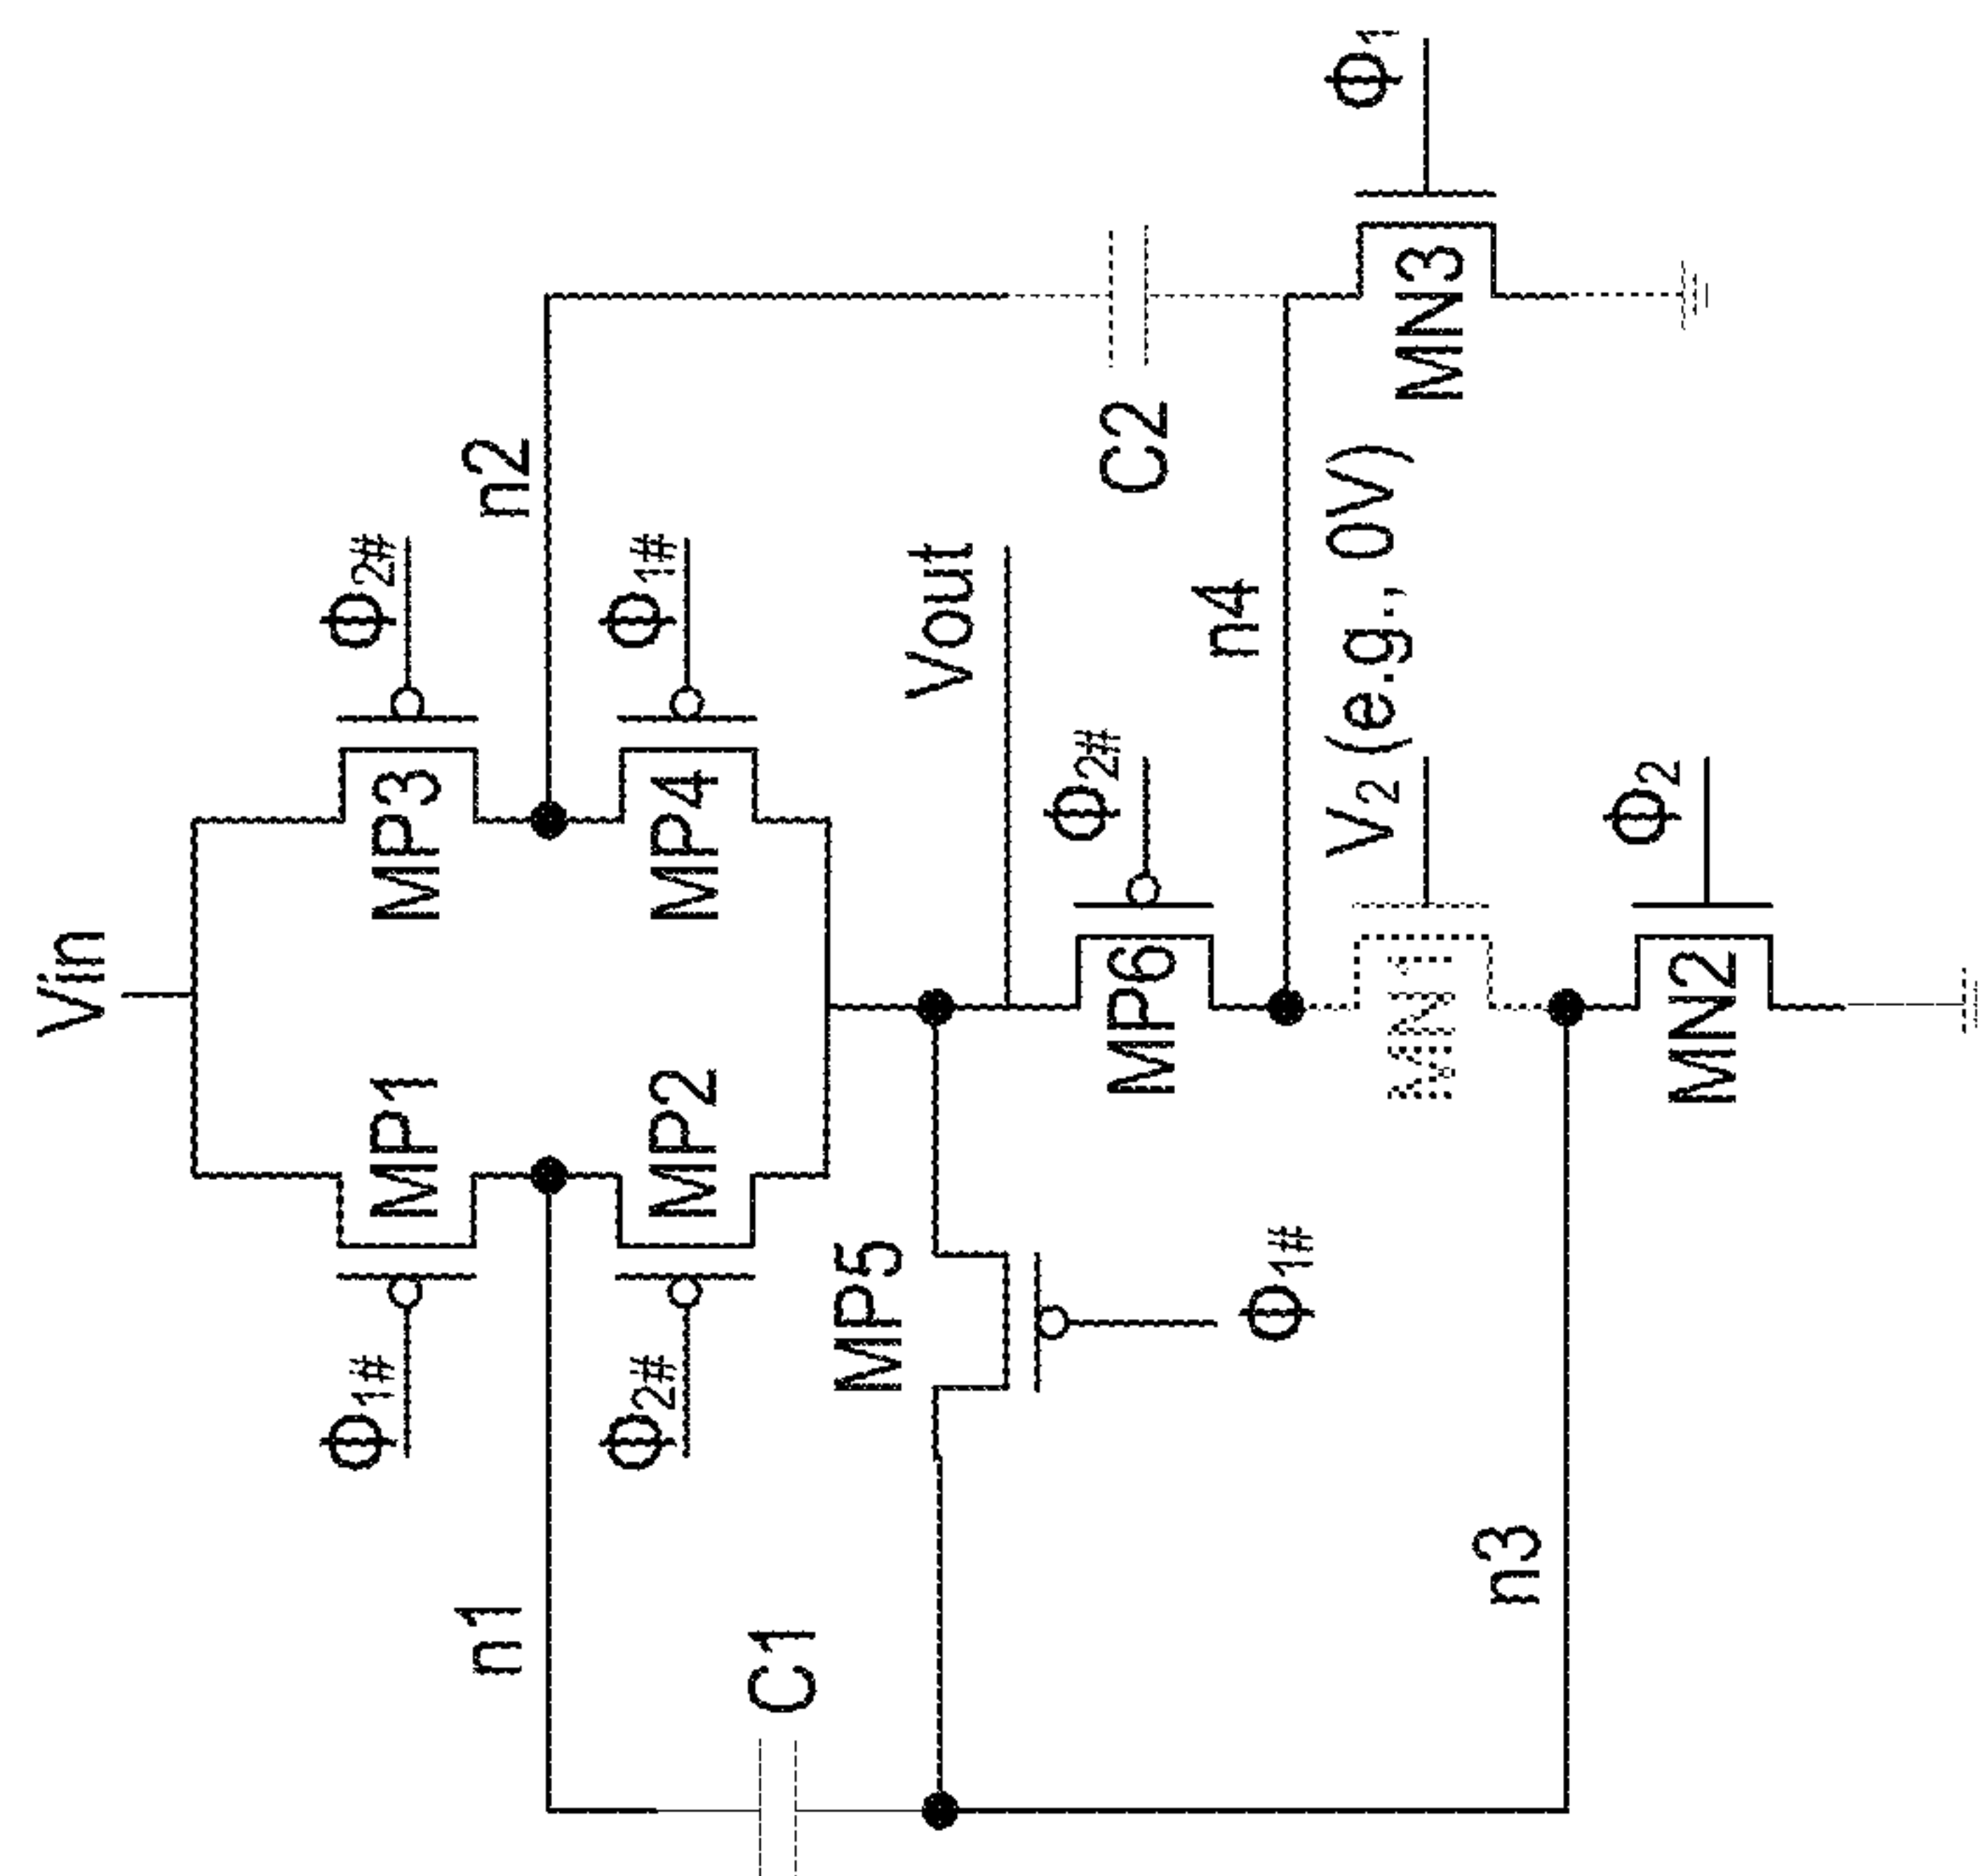 Vin
MP1
MP3
Φ1#
Φ2#
MP2
MP4
Φ2#
Φ1#
n1
n2
C1
MP5
Φ1#
Vout
MP6
Φ2#
C2
n4
V2 (e.g., 0V)
MN1
MN3
Φ1
n3
MN2
Φ2